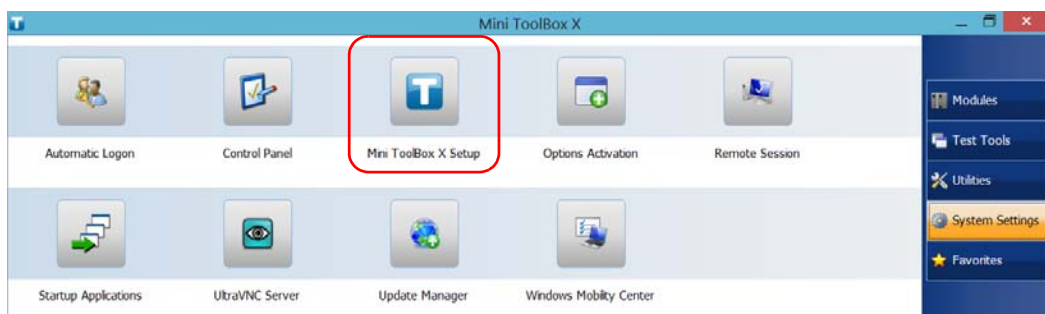 Mini ToolBox X
Automatic Logon
Control Panel
Mini ToolBox X Setup
Options Activation
Remote Session
Startup Applications
UltraVNC Server
Update Manager
Windows Mobility Center
Modules
Test Tools
Utilities
System Settings
Favorites